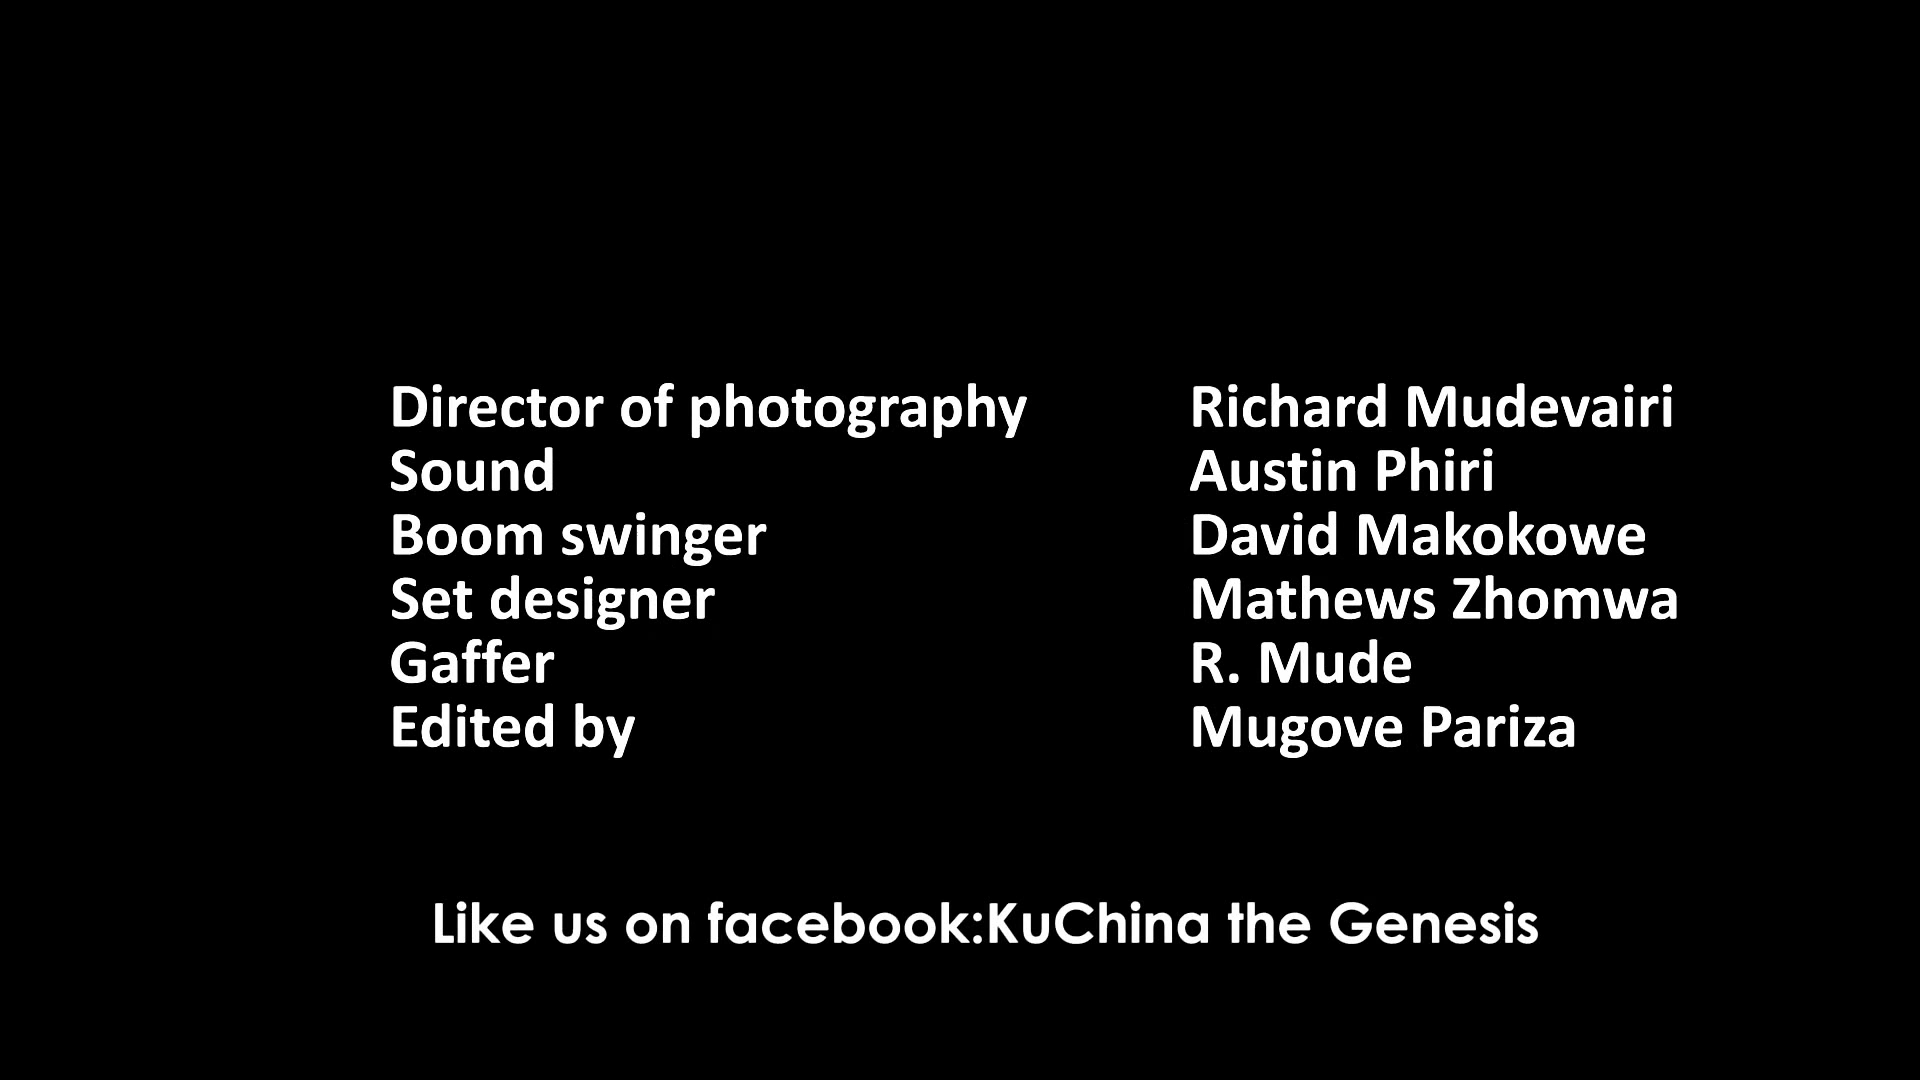 Director of photography Richard Mudevairi
Sound Austin Phiri
Boom swinger David Makokowe
Set designer Mathews Zhomwa
Gaffer R. Mude
Edited by Mugove Pariza
Like us on facebook:KuChina the Genesis